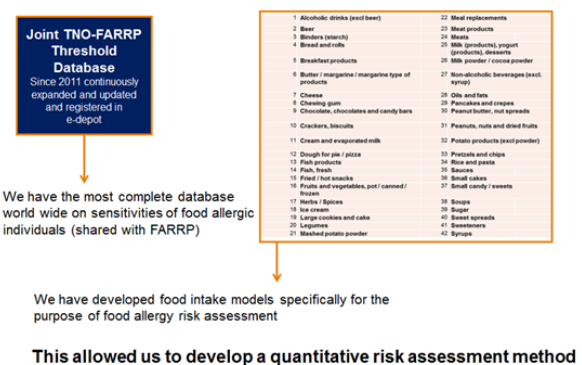 Joint TNO-FARRP
Threshold
Database
Since 2011 continuously
expanded and updated
and registered in
e-depot
1 Alcoholic drinks (excl beer)
2 Beer
3 Binders (starch)
4 Bread and rolls
5 Breakfast products
6 Butter / margarine / margarine type of
products
7 Cheese
8 Chewing gum
9 Chocolate, chocolates and candy bars
10 Crackers, biscuits
11 Cream and evaporated milk
12 Dough for pie / pizza
13 Fish products
14 Fish, fresh
15 Fried / hot snacks
16 Fruits and vegetables, pot / canned /
frozen
17 Herbs / Spices
18 Ice cream
19 Large cookies and cake
20 Legumes
21 Mashed potato powder
22 Meal replacements
23 Meat products
24 Meats
25 Milk (products), yogurt
(products), desserts
26 Milk powder / cocoa powder
27 Non-alcoholic beverages (excl.
syrup)
28 Oils and fats
29 Pancakes and crepes
30 Peanut butter, nut spreads
31 Peanuts, nuts and dried fruits
32 Potato products (excl powder)
33 Pretzels and chips
34 Rice and pasta
35 Sauces
36 Small cakes
37 Small candy / sweets
38 Soups
39 Sugar
40 Sweet spreads
41 Sweeteners
42 Syrups
We have the most complete database
world wide on sensitivities of food allergic
individuals (shared with FARRP)
We have developed food intake models specifically for the
purpose of food allergy risk assessment
This allowed us to develop a quantitative risk assessment method